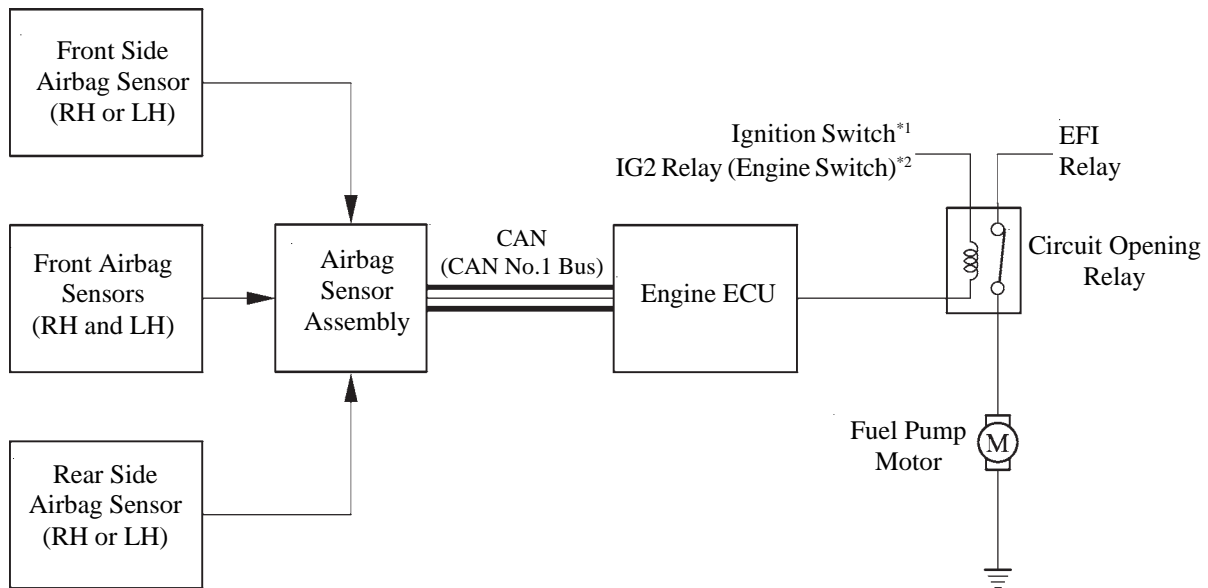 Front Side
Airbag Sensor
(RH or LH)
Ignition Switch*1
IG2 Relay (Engine Switch)*2
EFI
Relay
Front Airbag
Sensors
(RH and LH)
Airbag
Sensor
Assembly
CAN
(CAN No.1 Bus)
Engine ECU
Circuit Opening
Relay
Fuel Pump
Motor
M
Rear Side
Airbag Sensor
(RH or LH)